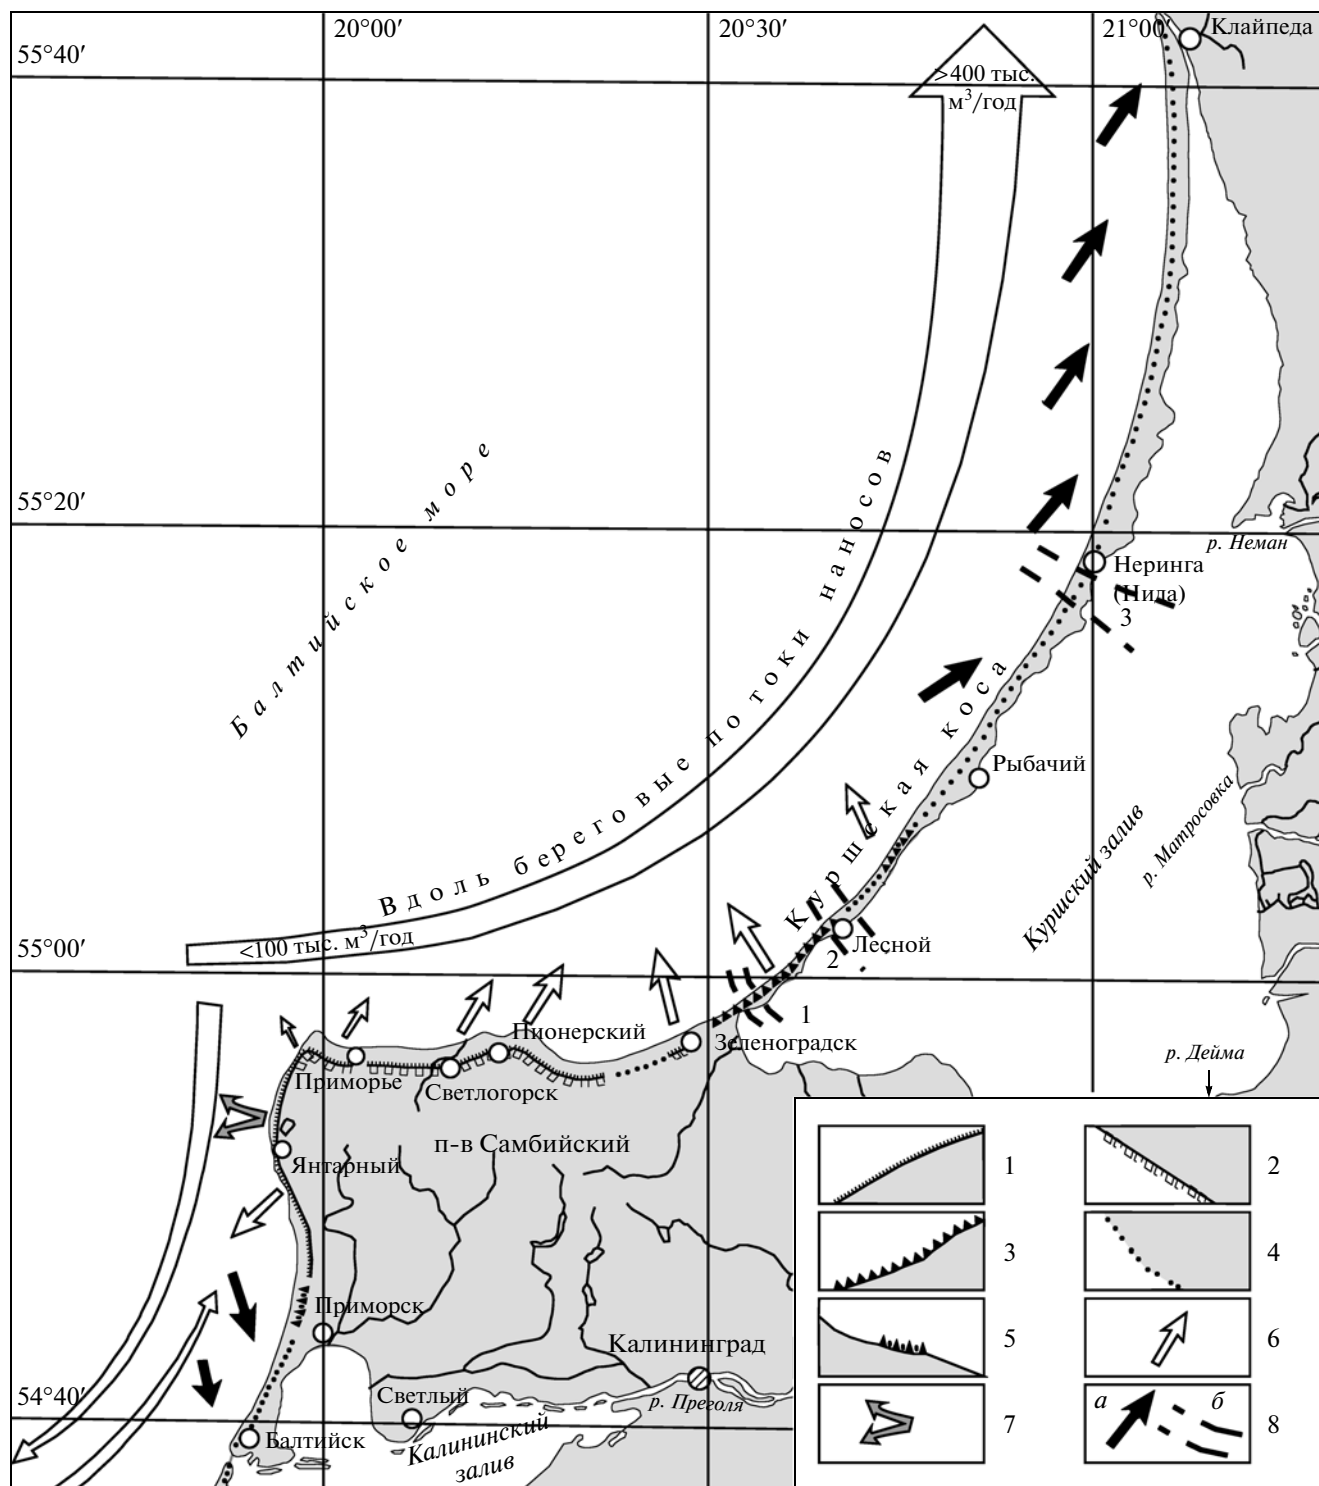 20°00′
20°30′
21°00′
Клайпеда
55°40′
>400 тыс.
м³/год
55°20′
Балтийское море
Вдоль береговые потоки наносов
<100 тыс. м³/год
р. Неман
Неринга
(Нида)
3
Куршская коса
Рыбачий
р. Матросовка
Куршский залив
Лесной
2
55°00′
1
Зеленоградск
Пионерский
Приморье
Светлогорск
р. Дейма
п-в Самбийский
Янтарный
Приморск
Калининград
54°40′
Светлый
р. Преголя
Балтийск
Калининский
залив
1
2
3
4
5
6
7
а
б
8